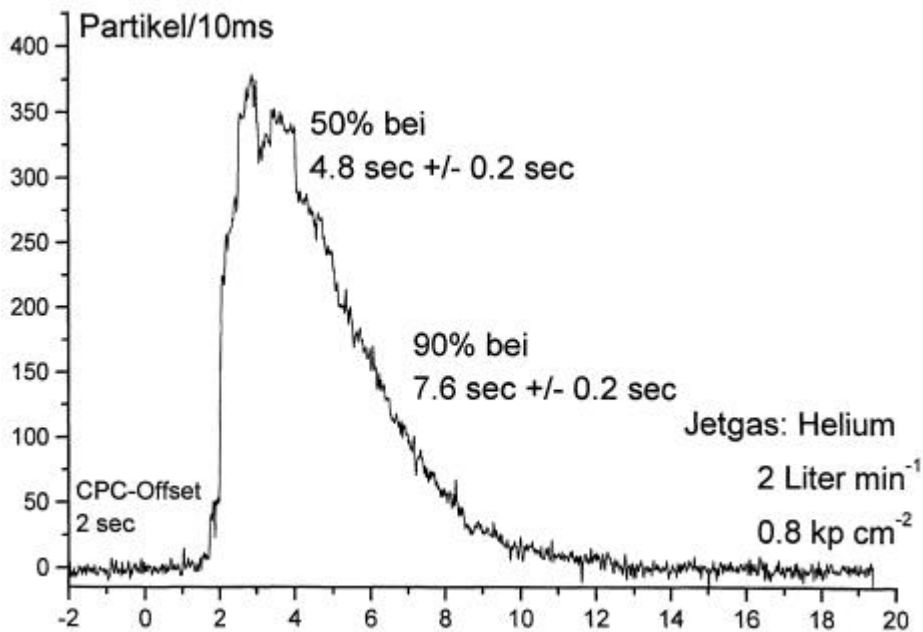 Partikel/10ms
400
350
300
250
200
150
100
50
0
50% bei
4.8 sec +/- 0.2 sec
90% bei
7.6 sec +/- 0.2 sec
Jetgas: Helium
2 Liter min⁻¹
0.8 kp cm⁻²
CPC-Offset
2 sec
-2 0 2 4 6 8 10 12 14 16 18 20